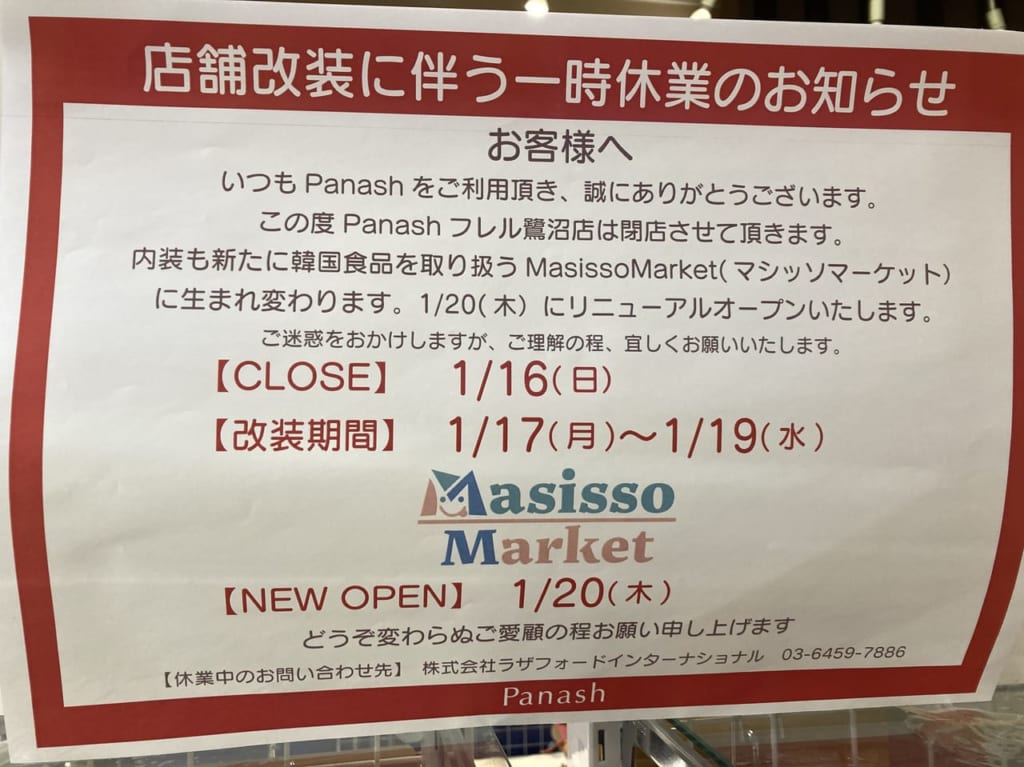 店舗改装に伴う一時休業のお知らせ
お客様へ
いつも Panash をご利用頂き、誠にありがとうございます。
この度 Panash フレル鷺沼店は閉店させて頂きます。
内装も新たに韓国食品を取り扱う MasissoMarket(マシッソマーケット)
に生まれ変わります。1/20(木) にリニューアルオープンいたします。
ご迷惑をおかけしますが、ご理解の程、宜しくお願いいたします。
【CLOSE】 1/16(日)
【改装期間】 1/17(月)〜1/19(水)
Masisso
Market
【NEW OPEN】 1/20(木)
どうぞ変わらぬご愛顧の程お願い申し上げます
【休業中のお問い合わせ先】 株式会社ラザフォードインターナショナル 03-6459-7886
Panash